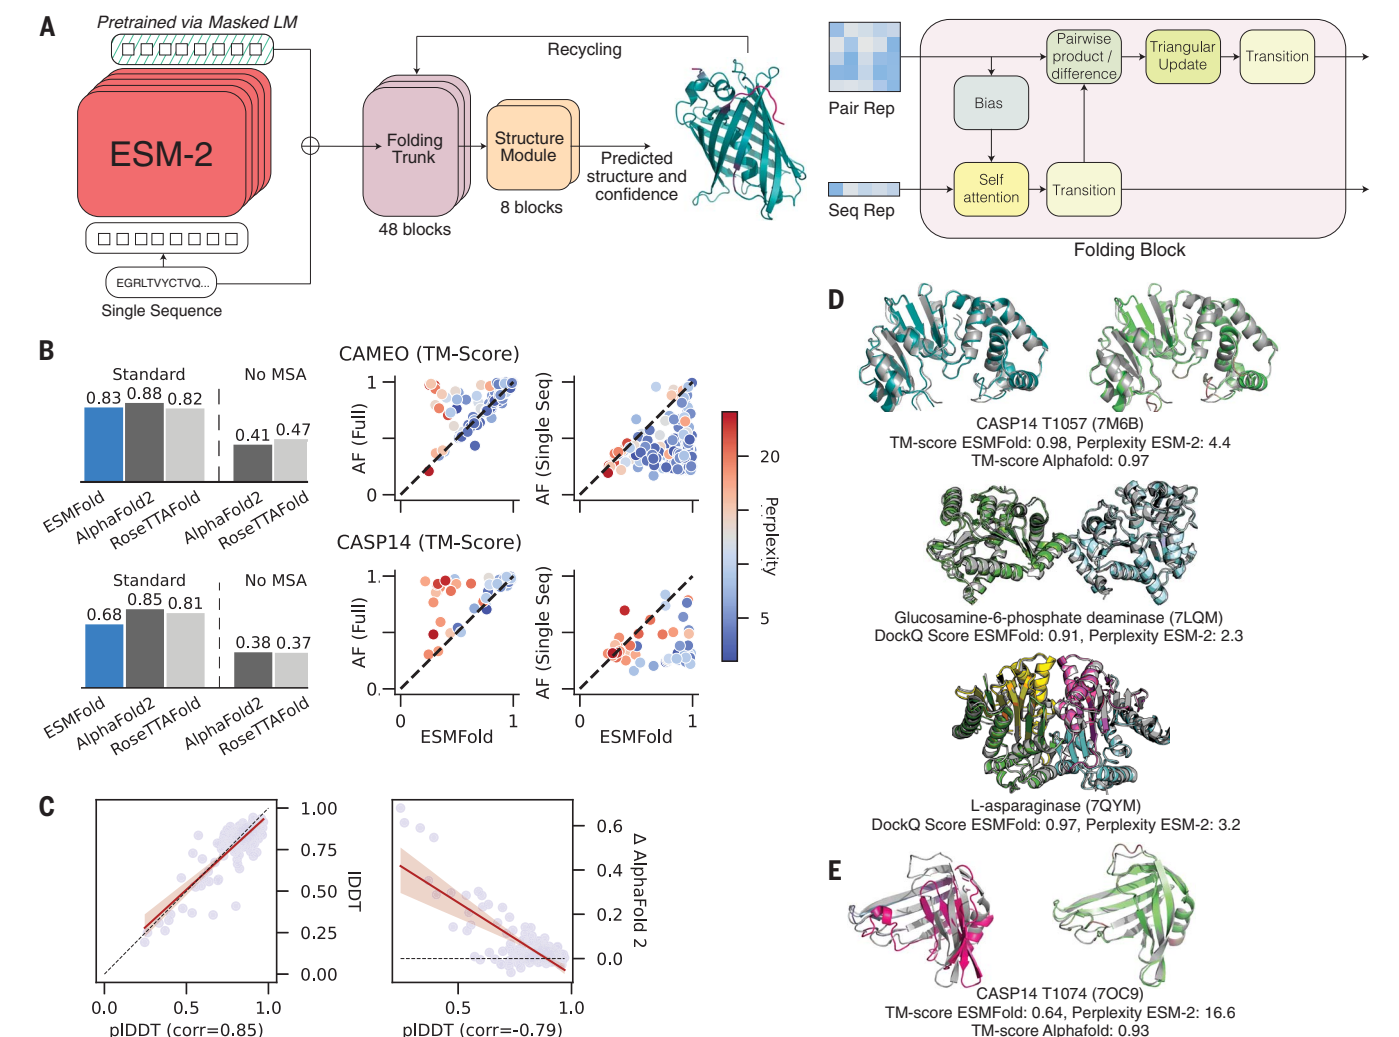 A
Pretrained via Masked LM
ESM-2
EGRLTVYCTVQ...
Single Sequence
Recycling
Folding
Trunk
48 blocks
Structure
Module
8 blocks
Predicted
structure and
confidence
Pair Rep
Seq Rep
Bias
Self
attention
Pairwise
product /
difference
Transition
Triangular
Update
Transition
Folding Block
B
Standard
No MSA
0.83
0.88
0.82
0.41
0.47
ESMFold
AlphaFold2
RoseTTAFold
AlphaFold2
RoseTTAFold
Standard
No MSA
0.68
0.85
0.81
0.38
0.37
ESMFold
AlphaFold2
RoseTTAFold
AlphaFold2
RoseTTAFold
CAMEO (TM-Score)
AF (Full)
1
0
AF (Single Seq)
CASP14 (TM-Score)
AF (Full)
1
0
AF (Single Seq)
0
1
ESMFold
0
1
20
5
Perplexity
C
1.00
0.75
0.50
0.25
0.00
lDDT
0.0
0.5
1.0
plDDT (corr=0.85)
0.6
0.4
0.2
0.0
Δ AlphaFold 2
0.5
1.0
plDDT (corr=-0.79)
D
CASP14 T1057 (7M6B)
TM-score ESMFold: 0.98, Perplexity ESM-2: 4.4
TM-score Alphafold: 0.97
Glucosamine-6-phosphate deaminase (7LQM)
DockQ Score ESMFold: 0.91, Perplexity ESM-2: 2.3
L-asparaginase (7QYM)
DockQ Score ESMFold: 0.97, Perplexity ESM-2: 3.2
E
CASP14 T1074 (7OC9)
TM-score ESMFold: 0.64, Perplexity ESM-2: 16.6
TM-score Alphafold: 0.93